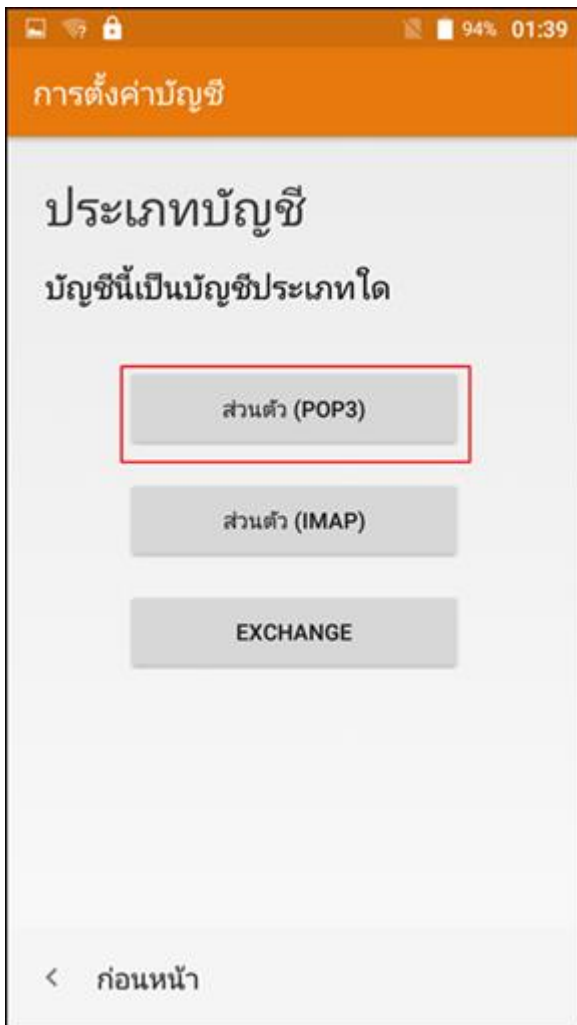 94% 01:39
การตั้งค่าบัญชี
ประเภทบัญชี
บัญชีนี้เป็นบัญชีประเภทใด
ส่วนตัว (POP3)
ส่วนตัว (IMAP)
EXCHANGE
ก่อนหน้า